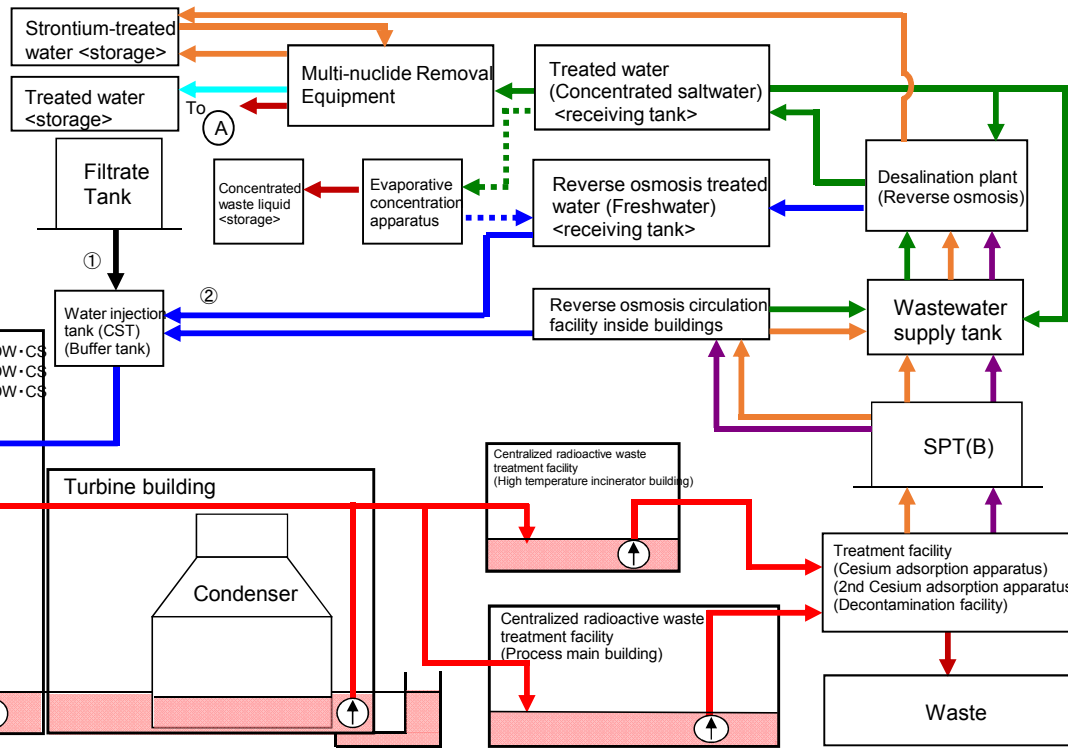 Strontium-treated
water <storage>
Treated water
<storage>
To
A
Multi-nuclide Removal
Equipment
Treated water
(Concentrated saltwater)
<receiving tank>
Filtrate
Tank
Concentrated
waste liquid
<storage>
Evaporative
concentration
apparatus
Reverse osmosis treated
water (Freshwater)
<receiving tank>
Desalination plant
(Reverse osmosis)
①
②
Water injection
tank (CST)
(Buffer tank)
Reverse osmosis circulation
facility inside buildings
Wastewater
supply tank
OW・CS
OW・CS
OW・CS
SPT(B)
Turbine building
Condenser
Centralized radioactive waste
treatment facility
(High temperature incinerator building)
Centralized radioactive waste
treatment facility
(Process main building)
Treatment facility
(Cesium adsorption apparatus)
(2nd Cesium adsorption apparatus
(Decontamination facility)
Waste